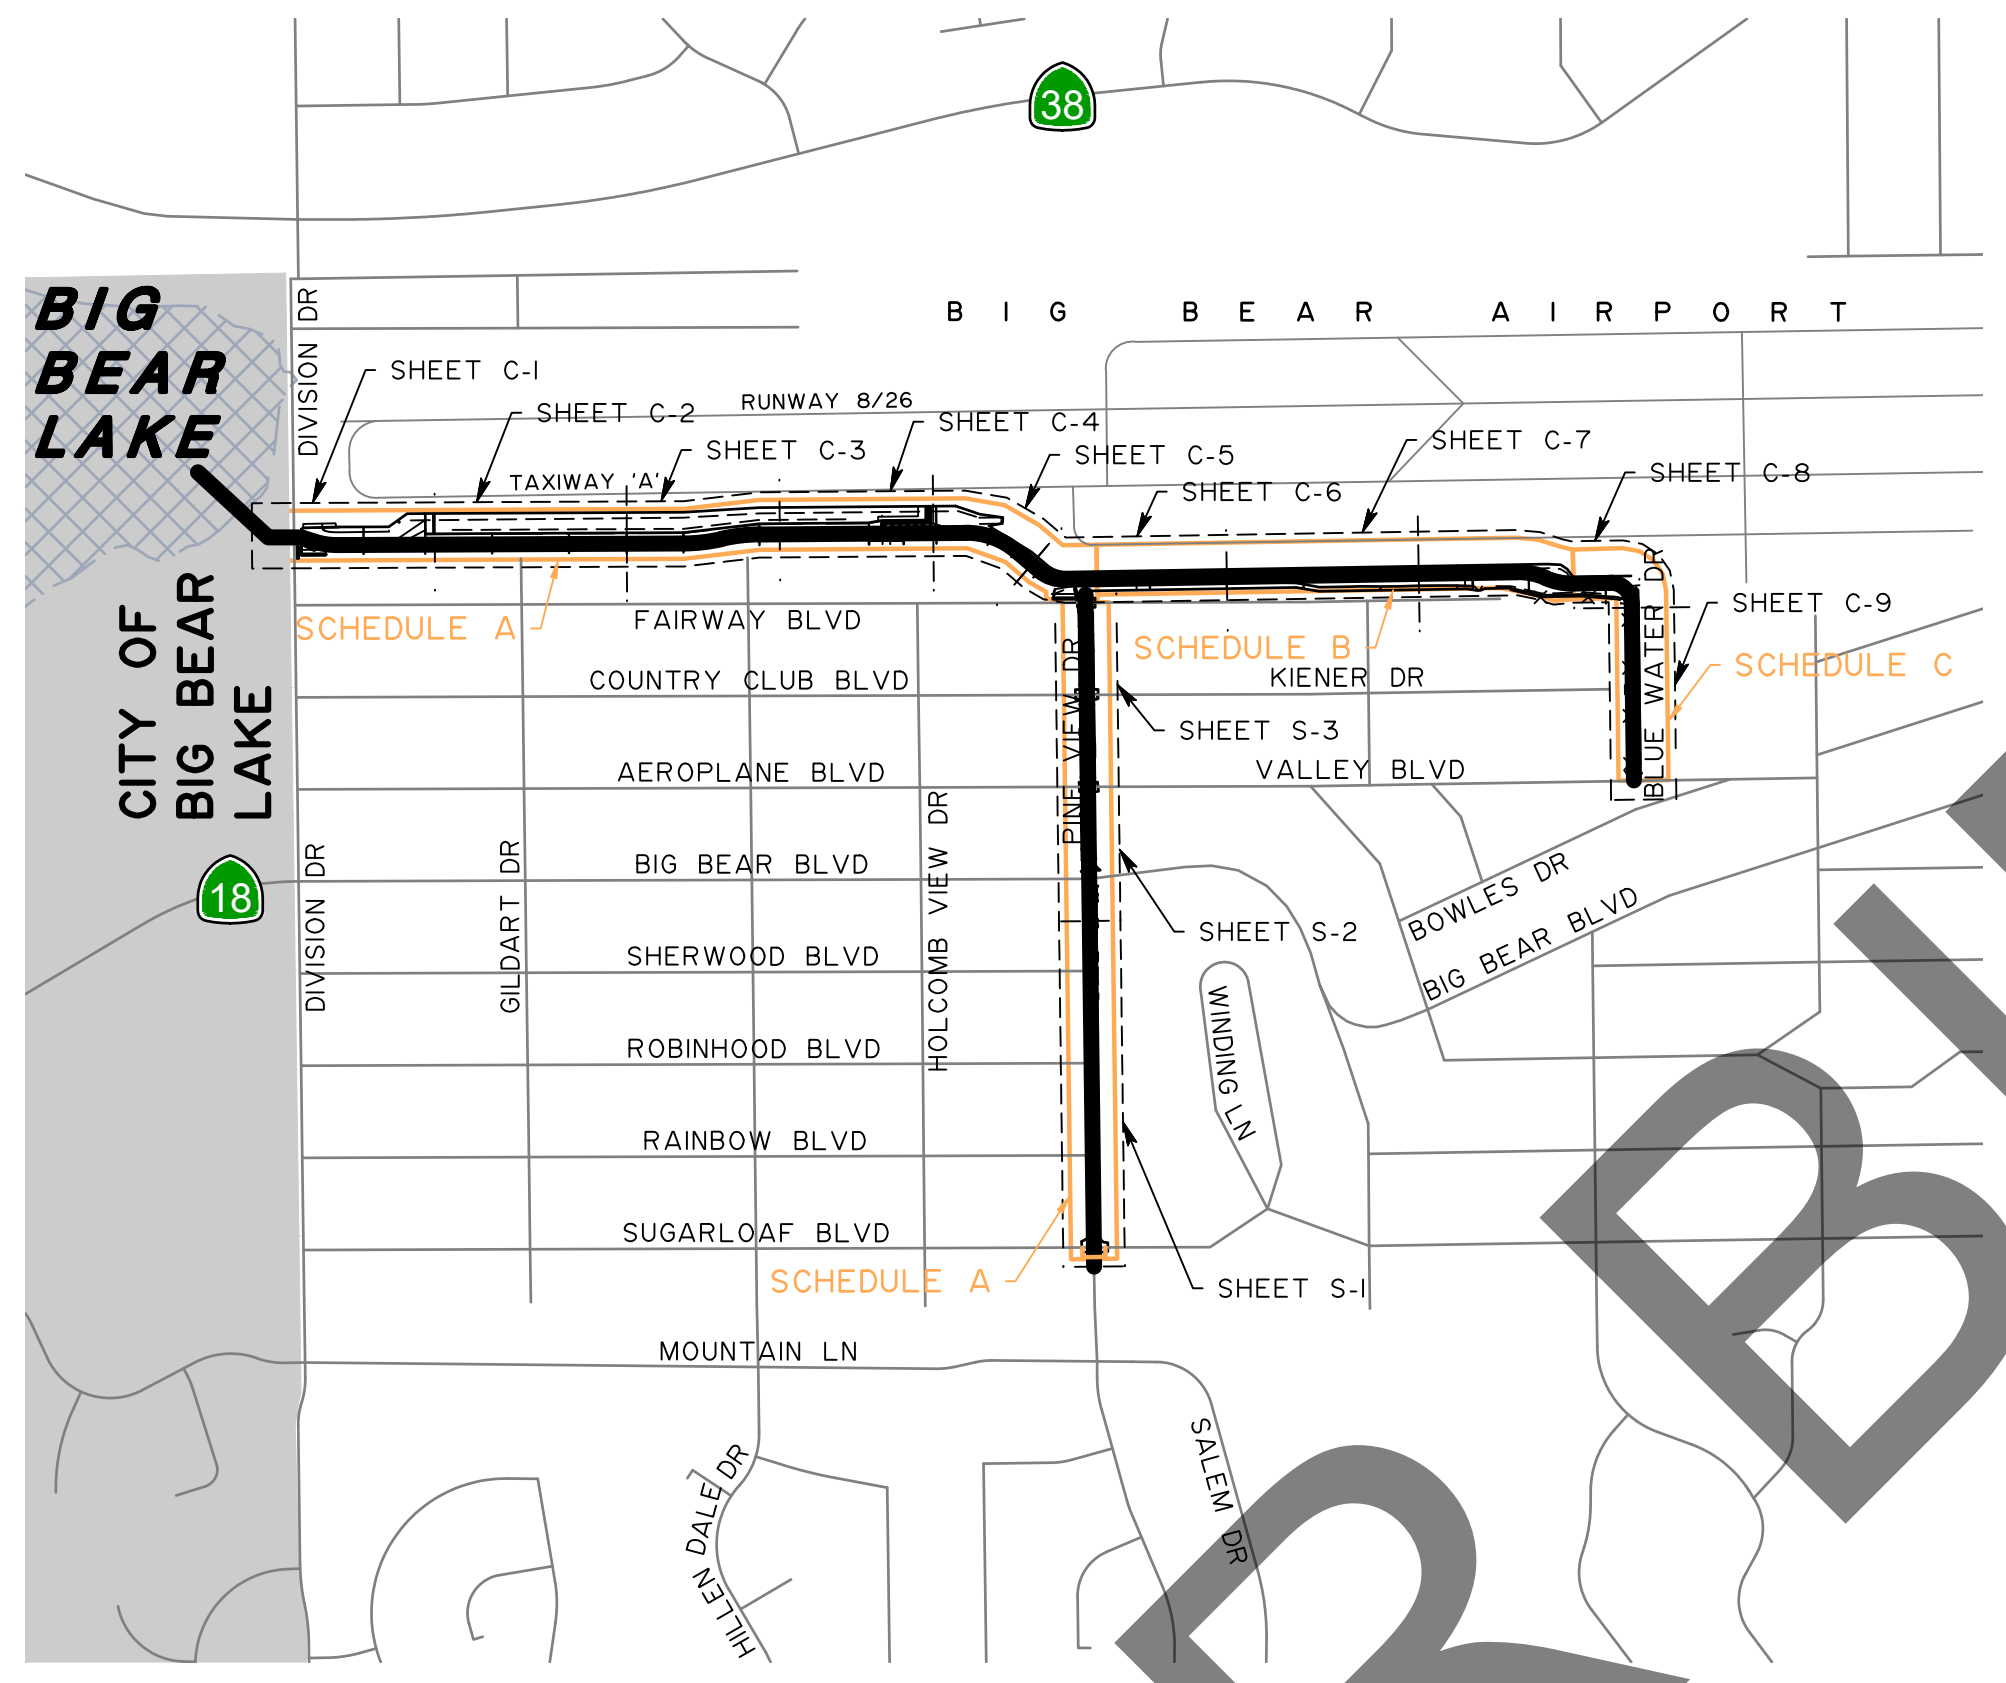 38
BIG BEAR AIRPORT
BIG
BEAR
LAKE
DIVISION DR
SHEET C-1
SHEET C-2
RUNWAY 8/26
SHEET C-3
SHEET C-4
SHEET C-5
SHEET C-7
SHEET C-8
TAXIWAY 'A'
SHEET C-6
SCHEDULE A
FAIRWAY BLVD
SCHEDULE B
SHEET C-9
SCHEDULE C
CITY OF
BIG BEAR
LAKE
COUNTRY CLUB BLVD
KIENER DR
PINE VIEW DR
BLUE WATER DR
SHEET S-3
AEROPLANE BLVD
VALLEY BLVD
18
DIVISION DR
GILDART DR
BIG BEAR BLVD
HOLCOMB VIEW DR
BOWLES DR
BIG BEAR BLVD
SHEET S-2
SHERWOOD BLVD
WINDING LN
ROBINHOOD BLVD
RAINBOW BLVD
SUGARLOAF BLVD
SCHEDULE A
SHEET S-1
MOUNTAIN LN
HILLEN DALE DR
SALEM DR